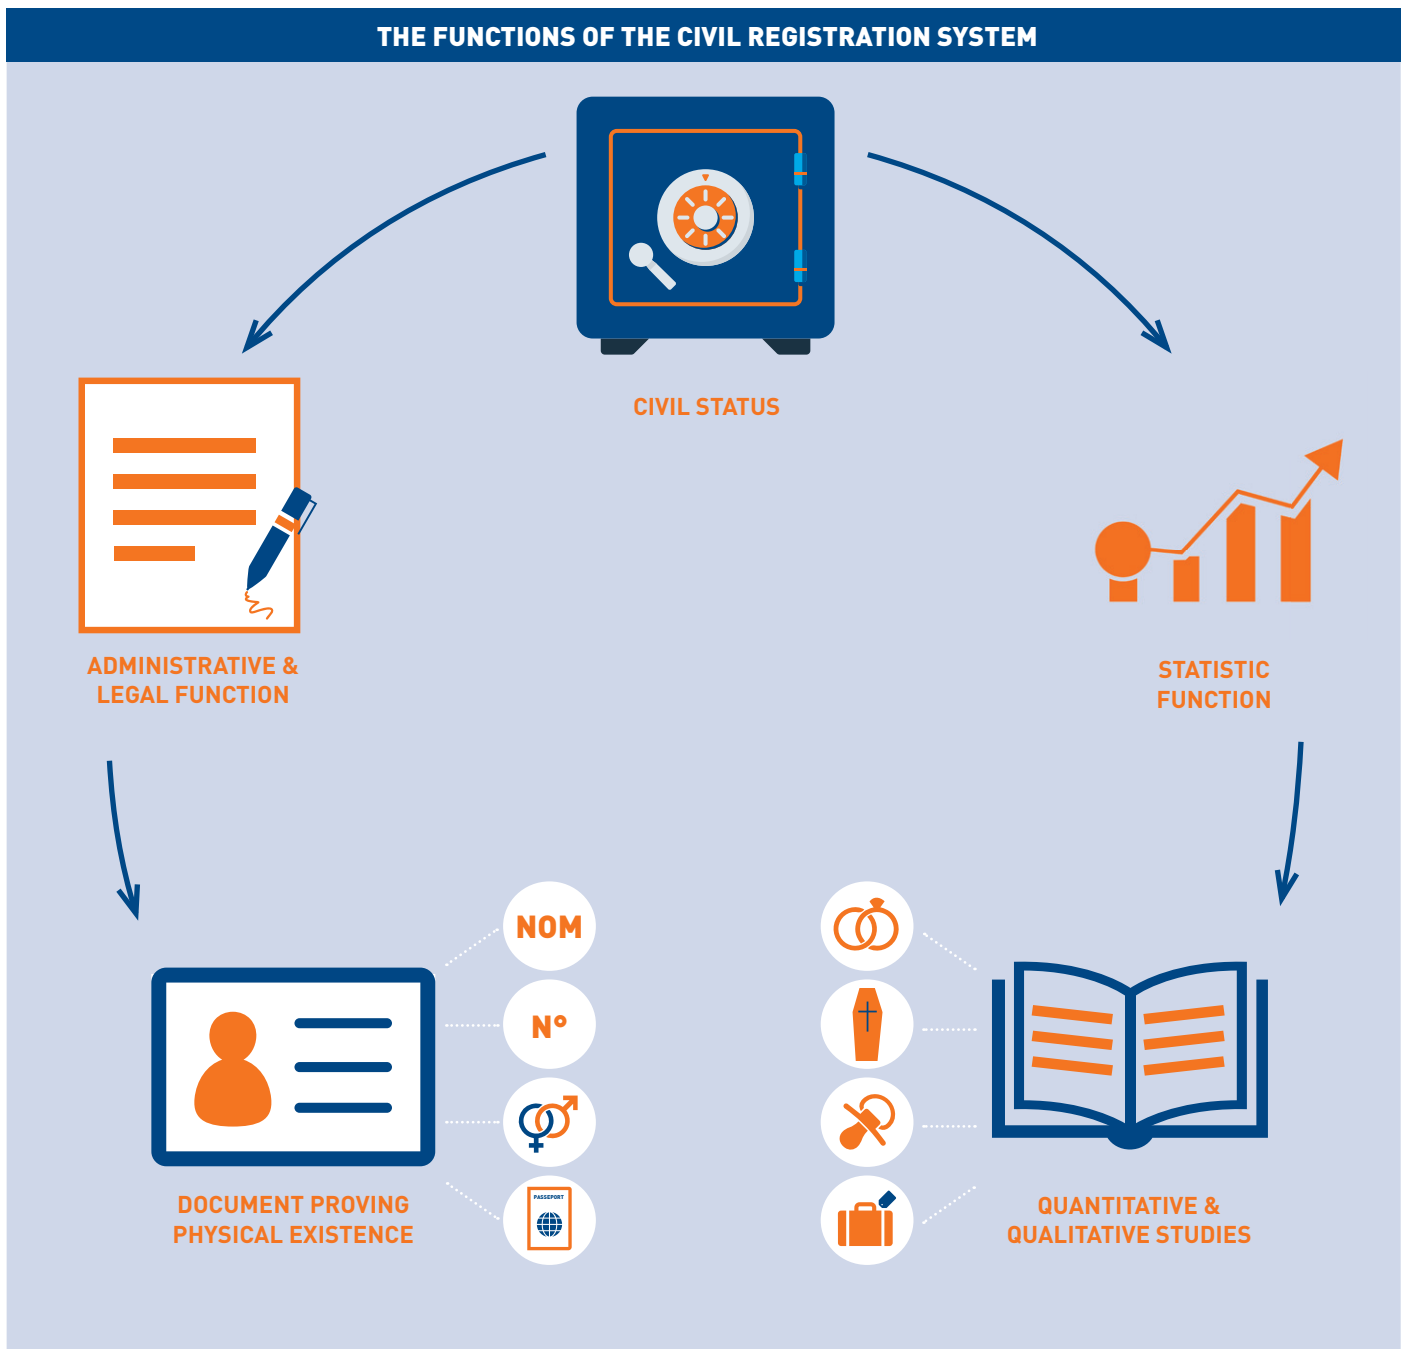 THE FUNCTIONS OF THE CIVIL REGISTRATION SYSTEM
CIVIL STATUS
ADMINISTRATIVE &
LEGAL FUNCTION
STATISTIC
FUNCTION
NOM
N°
PASSEPORT
DOCUMENT PROVING
PHYSICAL EXISTENCE
QUANTITATIVE &
QUALITATIVE STUDIES